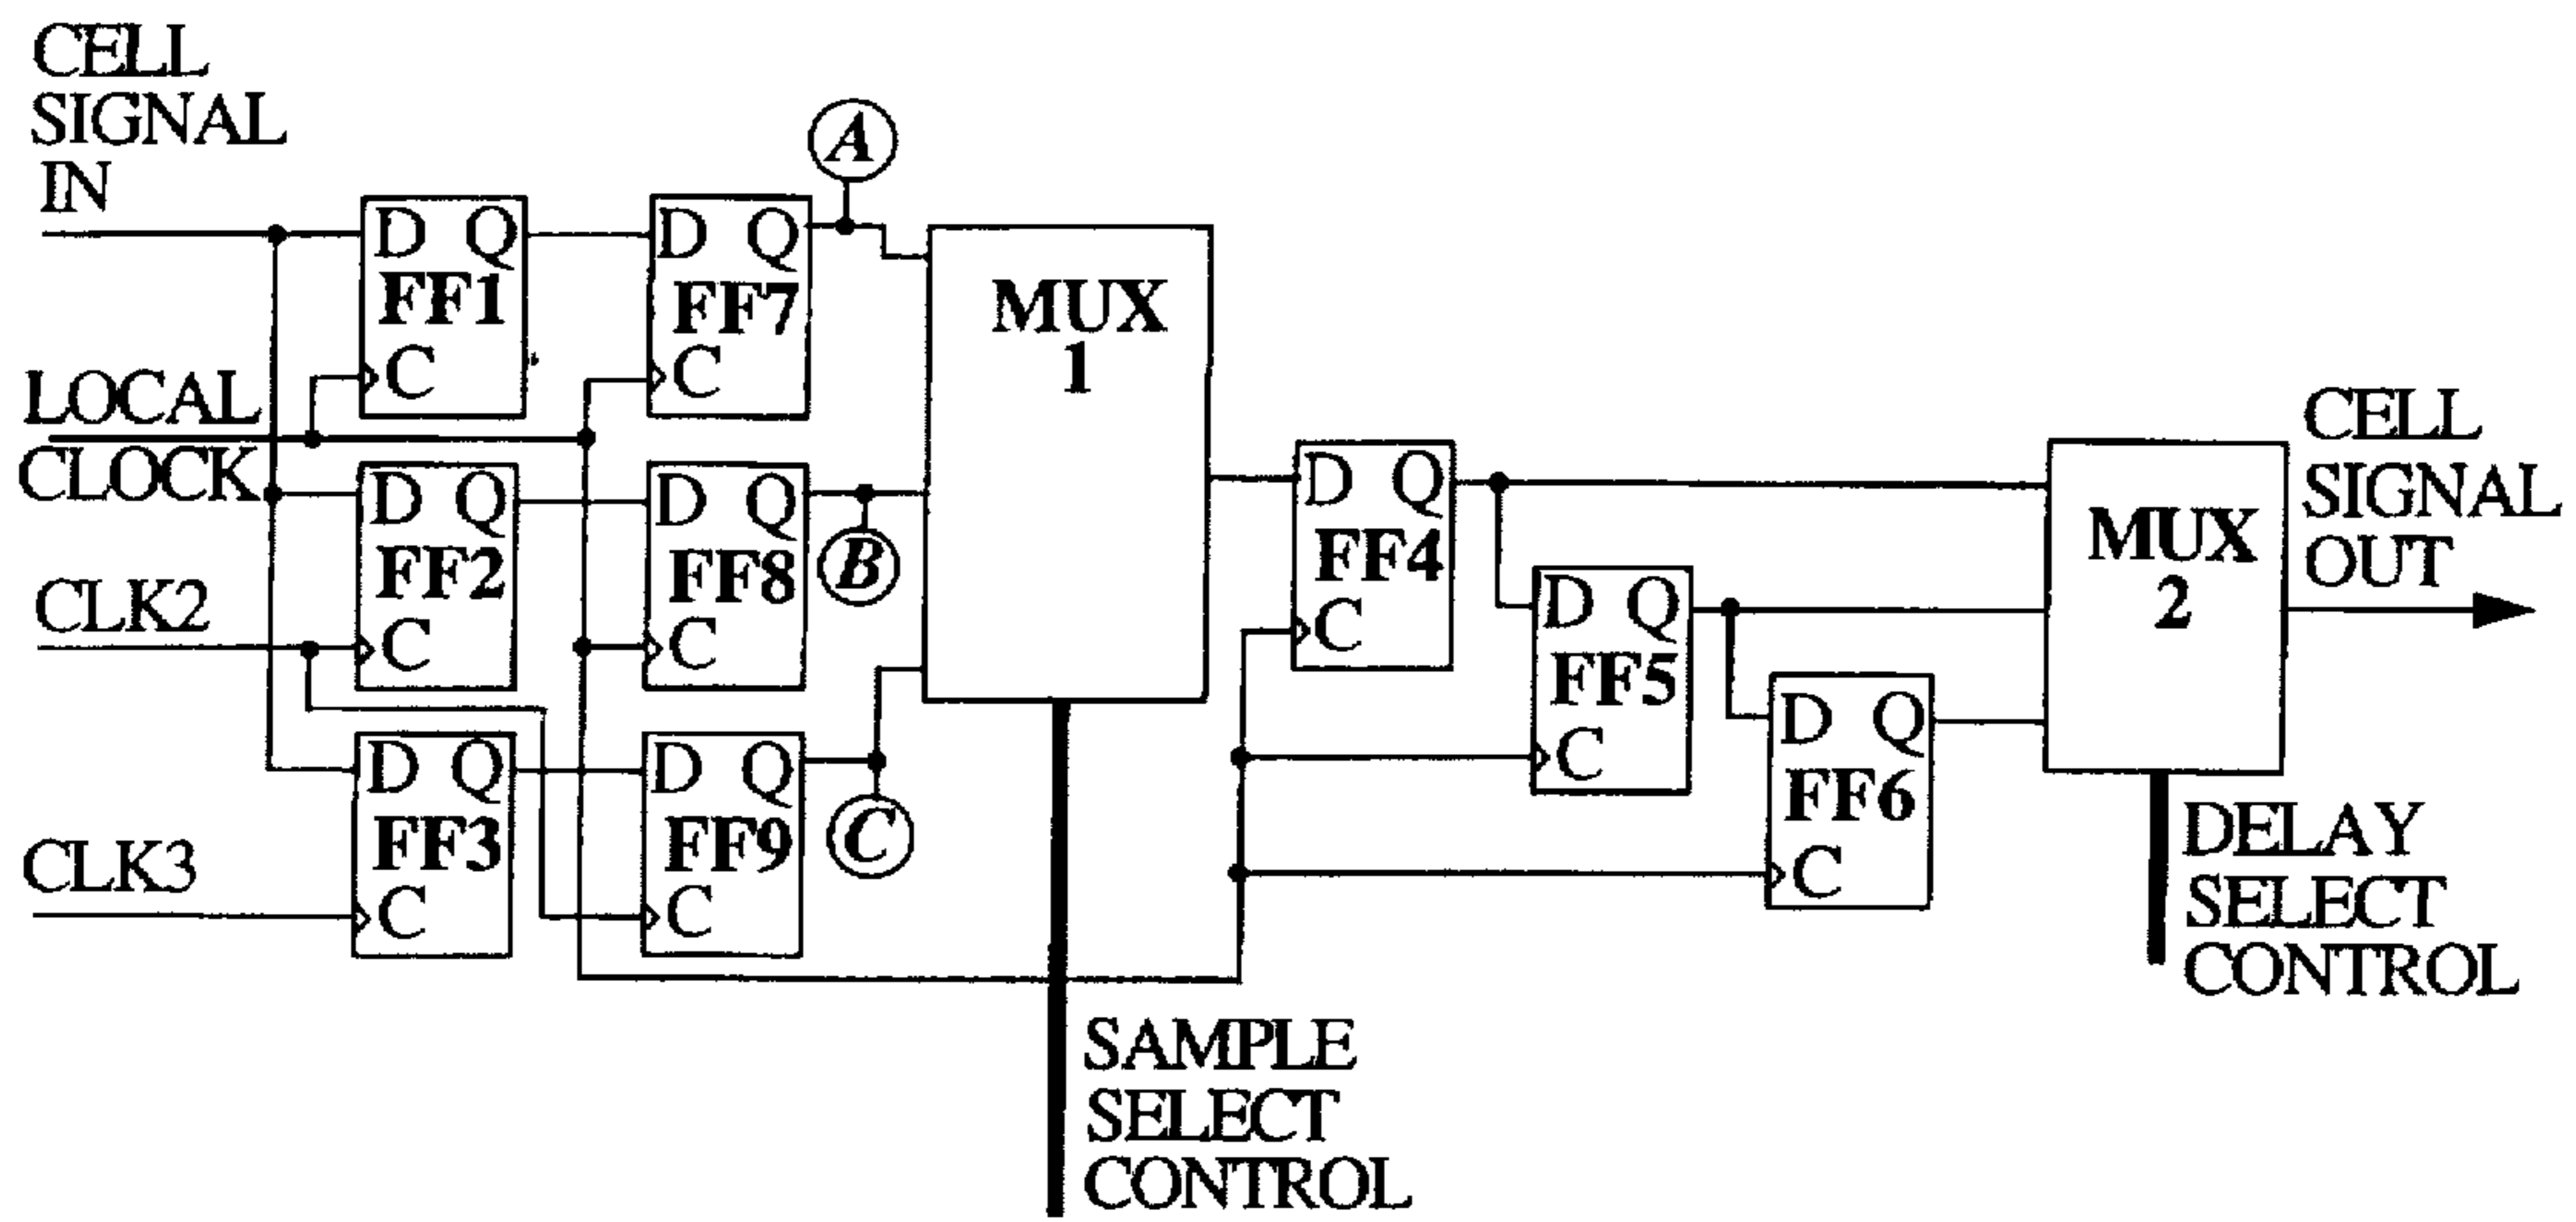 CELL
SIGNAL
IN
A
D Q
FF1
C
D Q
FF7
C
MUX
1
LOCAL
CLOCK
D Q
FF2
C
D Q
FF8
C
B
CLK2
D Q
FF3
C
D Q
FF9
C
C
CLK3
D Q
FF4
C
D Q
FF5
C
D Q
FF6
C
MUX
2
CELL
SIGNAL
OUT
SAMPLE
SELECT
CONTROL
DELAY
SELECT
CONTROL